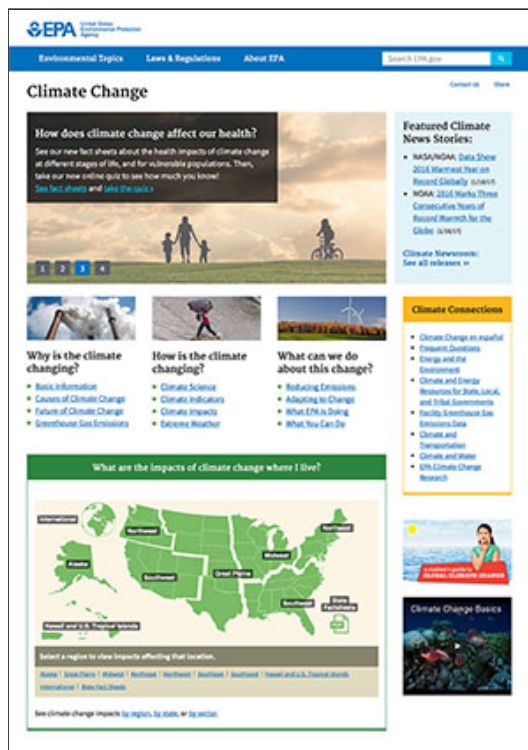 EPA United States
Environmental Protection
Agency
Environmental Topics Laws & Regulations About EPA Search EPA.gov
Contact Us Share
Climate Change
How does climate change affect our health?
See our new fact sheets about the health impacts of climate change
at different stages of life, and for vulnerable populations. Then,
take our new online quiz to see how much you know!
See fact sheets and take the quiz »
1 2 3 4
Featured Climate
News Stories:
NASA/NOAA: Data Show
2016 Warmest Year on
Record Globally (1/18/17)
NOAA: 2016 Marks Three
Consecutive Years of
Record Warmth for the
Globe (1/18/17)
Climate Newsroom:
See all releases »
Why is the climate
changing?
Basic Information
Causes of Climate Change
Future of Climate Change
Greenhouse Gas Emissions
How is the climate
changing?
Climate Science
Climate Indicators
Climate Impacts
Extreme Weather
What can we do
about this change?
Reducing Emissions
Adapting to Change
What EPA is Doing
What You Can Do
Climate Connections
Climate Change en español
Frequent Questions
Energy and the
Environment
Climate and Energy
Resources for State, Local,
and Tribal Governments
Facility Greenhouse Gas
Emissions Data
Climate and
Transportation
Climate and Water
EPA Climate Change
Research
What are the impacts of climate change where I live?
International
Northwest
Northeast
Midwest
Alaska
Southwest
Great Plains
Southeast
State
Factsheets
Hawaii and U.S. Tropical Islands
Select a region to view impacts affecting that location.
Alaska | Great Plains | Midwest | Northeast | Northwest | Southeast | Southwest | Hawaii and U.S. Tropical Islands
International | State Fact Sheets
See climate change impacts by region, by state, or by sector.
a student's guide to
GLOBAL CLIMATE CHANGE
Climate Change Basics